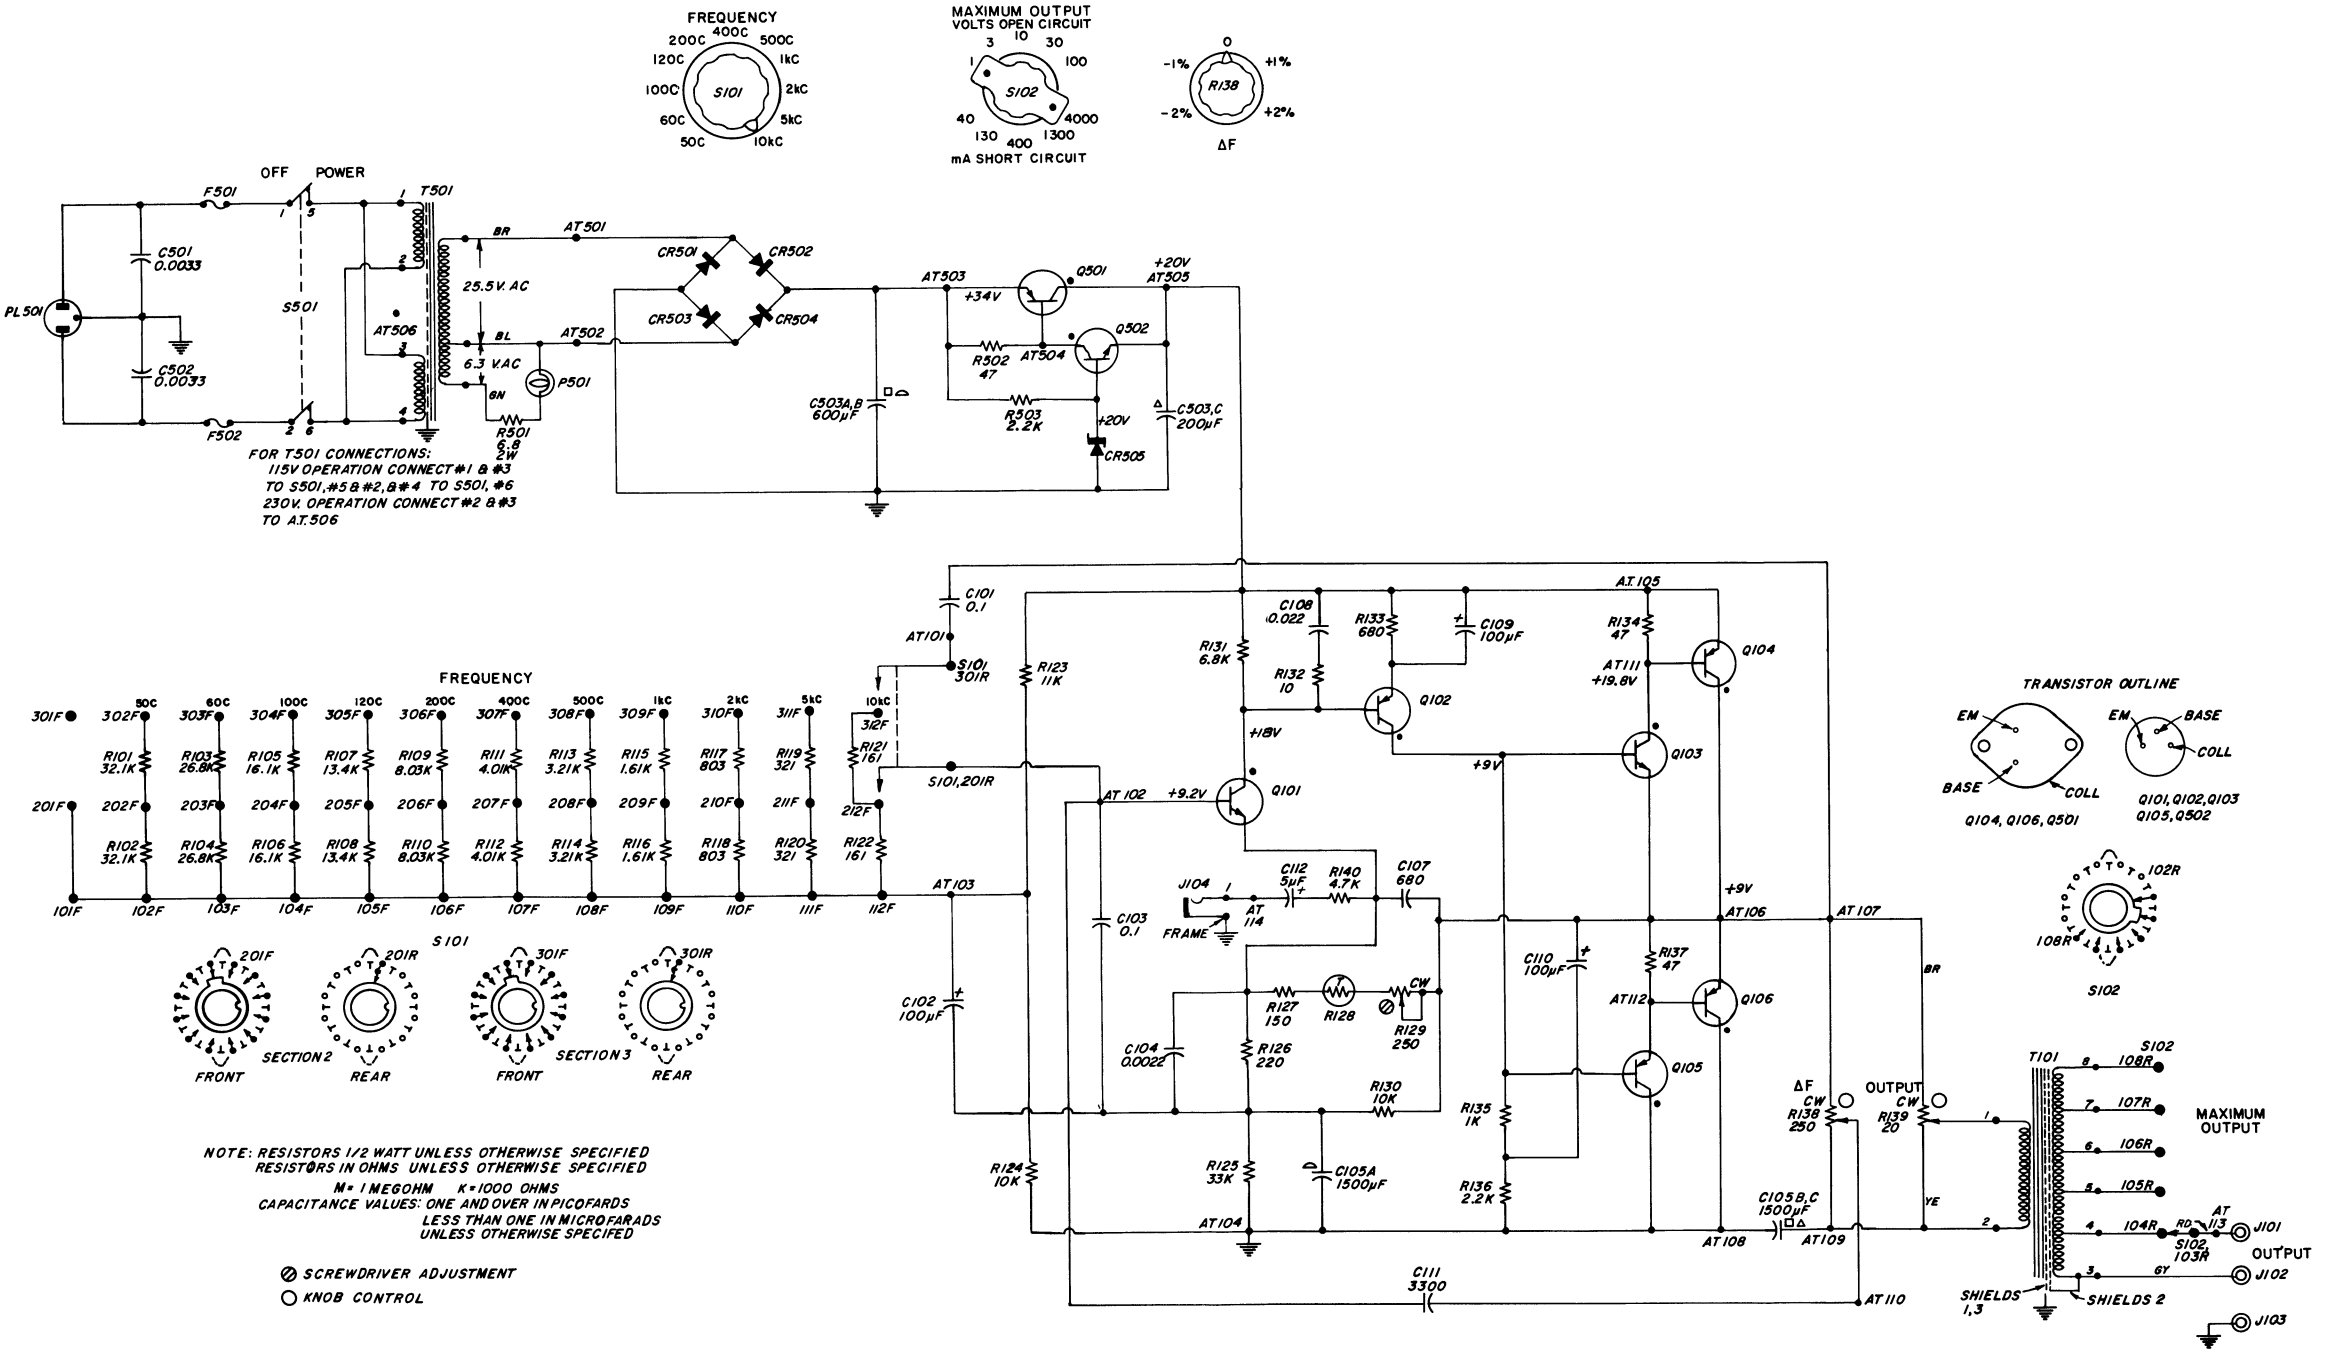 FREQUENCY
200C 400C 500C
120C 1kC
100C S101 2kC
60C 5kC
50C 10kC
MAXIMUM OUTPUT
VOLTS OPEN CIRCUIT
3 10 30
1 100
S102
40 4000
130 400 1300
mA SHORT CIRCUIT
0
-1% +1%
R138
-2% +2%
ΔF
OFF POWER
F501
1 5
T501
1
2
3
4
C501
0.0033
PL501
S501
AT506
C502
0.0033
F502
2 6
BR
AT501
25.5V. AC
BL
AT502
6.3 V.AC
GN
P501
R501
6.8
2W
CR501
CR502
CR503
CR504
FOR T501 CONNECTIONS:
115V OPERATION CONNECT #1 & #3
TO S501, #5 & #2, & #4 TO S501, #6
230V. OPERATION CONNECT #2 & #3
TO A.T. 506
AT503
+34V
Q501
+20V
AT505
Q502
R502
47
AT504
R503
2.2K
+20V
CR505
C503A,B
600µF
C503,C
200µF
C101
0.1
AT101
S101
301R
FREQUENCY
50C 60C 100C 120C 200C 400C 500C 1kC 2kC 5kC 10kC
301F 302F 303F 304F 305F 306F 307F 308F 309F 310F 311F 312F
R101
32.1K
R103
26.8K
R105
16.1K
R107
13.4K
R109
8.03K
R111
4.01K
R113
3.21K
R115
1.61K
R117
803
R119
321
R121
161
S101,201R
201F 202F 203F 204F 205F 206F 207F 208F 209F 210F 211F 212F
R102
32.1K
R104
26.8K
R106
16.1K
R108
13.4K
R110
8.03K
R112
4.01K
R114
3.21K
R116
1.61K
R118
803
R120
321
R122
161
101F 102F 103F 104F 105F 106F 107F 108F 109F 110F 111F 112F
AT103
S101
201F 201R 301F 301R
SECTION 2
SECTION 3
FRONT REAR FRONT REAR
NOTE: RESISTORS 1/2 WATT UNLESS OTHERWISE SPECIFIED
RESISTORS IN OHMS UNLESS OTHERWISE SPECIFIED
M= 1 MEGOHM K=1000 OHMS
CAPACITANCE VALUES: ONE AND OVER IN PICOFARDS
LESS THAN ONE IN MICROFARADS
UNLESS OTHERWISE SPECIFED
SCREWDRIVER ADJUSTMENT
KNOB CONTROL
R123
11K
AT 102
+9.2V
C102
100µF
C103
0.1
R124
10K
R131
6.8K
C108
0.022
R132
10
R133
680
C109
100µF
Q102
+18V
Q101
A.T. 105
R134
47
AT111
+19.8V
Q104
Q103
+9V
J104
1
AT
114
FRAME
C112
5µF
R140
4.7K
C107
680
C110
100µF
+9V
AT106
AT107
R137
47
AT112
Q106
Q105
R127
150
T
R128
CW
R129
250
C104
0.0022
R126
220
R130
10K
R125
33K
C105A
1500µF
R135
1K
R136
2.2K
AT104
AT108
C105B,C
1500µF
AT109
ΔF
CW
R138
250
OUTPUT
CW
R139
20
BR
YE
C111
3300
AT110
TRANSISTOR OUTLINE
EM
BASE
COLL
Q104, Q106, Q501
EM
BASE
COLL
Q101, Q102, Q103
Q105, Q502
102R
108R
S102
T101
1
2
S102
8 108R
7 107R
6 106R
5 105R
4 104R RD
S102,
103R
AT
113
J101
MAXIMUM
OUTPUT
OUTPUT
3 GY
J102
SHIELDS
1,3
SHIELDS 2
J103